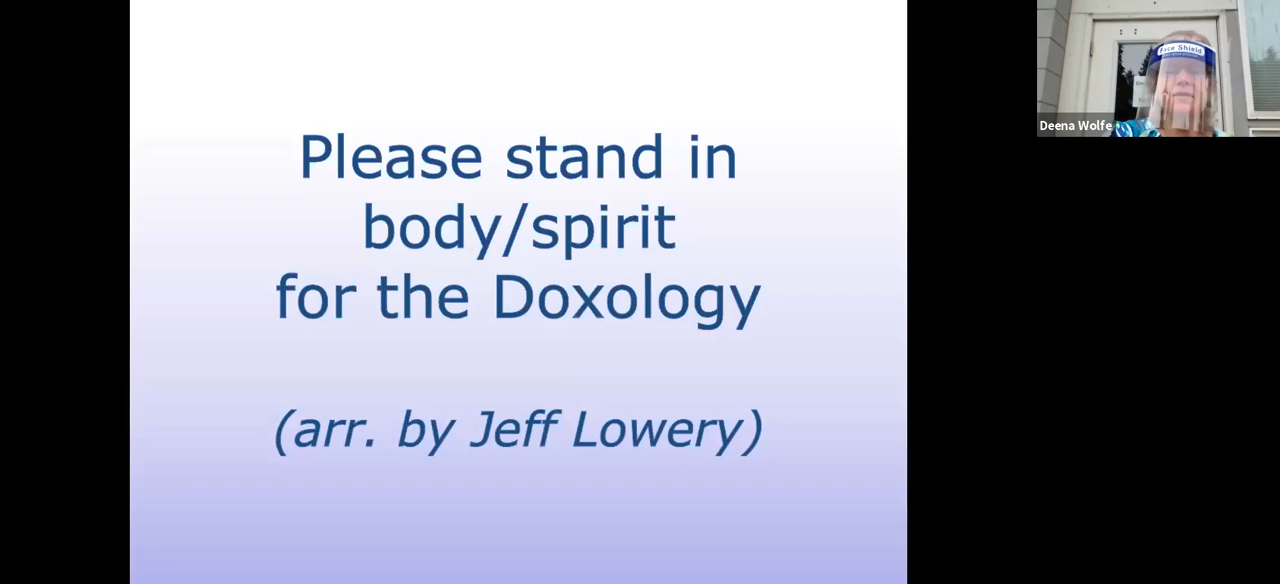 Please stand in
body/spirit
for the Doxology
(arr. by Jeff Lowery)
Face Shield
Deena Wolfe